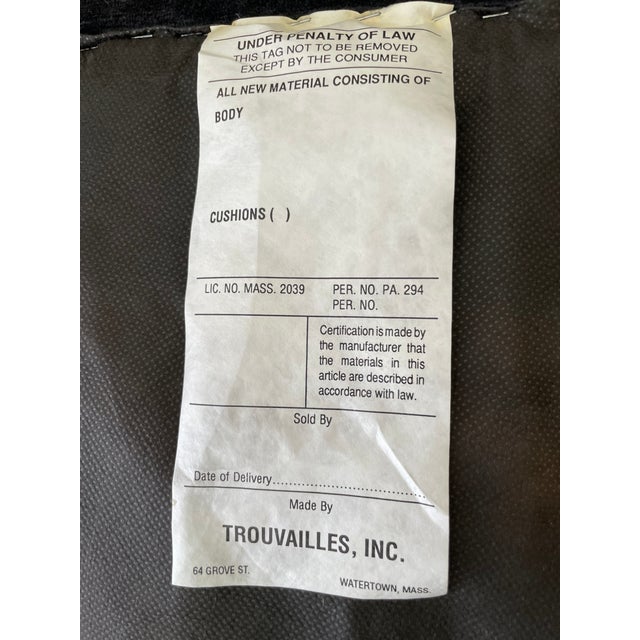 UNDER PENALTY OF LAW
THIS TAG NOT TO BE REMOVED
EXCEPT BY THE CONSUMER
ALL NEW MATERIAL CONSISTING OF
BODY
CUSHIONS ( )
LIC. NO. MASS. 2039
PER. NO. PA. 294
PER. NO.
Certification is made by
the manufacturer that
the materials in this
article are described in
accordance with law.
Sold By
Date of Delivery................................................
Made By
TROUVAILLES, INC.
64 GROVE ST.
WATERTOWN, MASS.